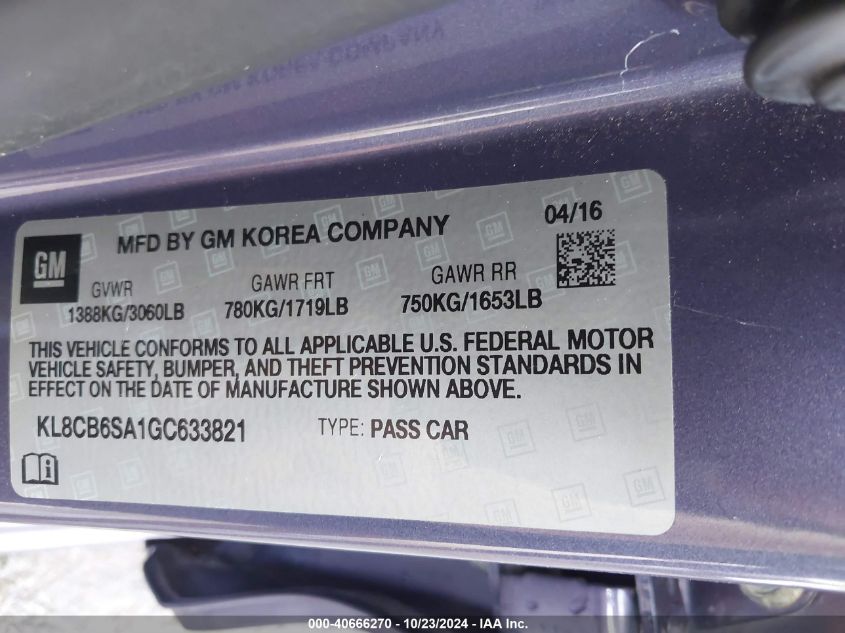 MFD BY GM KOREA COMPANY 04/16
GM
GVWR GAWR FRT GAWR RR
1388KG/3060LB 780KG/1719LB 750KG/1653LB
THIS VEHICLE CONFORMS TO ALL APPLICABLE U.S. FEDERAL MOTOR
VEHICLE SAFETY, BUMPER, AND THEFT PREVENTION STANDARDS IN
EFFECT ON THE DATE OF MANUFACTURE SHOWN ABOVE.
KL8CB6SA1GC633821 TYPE: PASS CAR
000-40666270 - 10/23/2024 - IAA Inc.